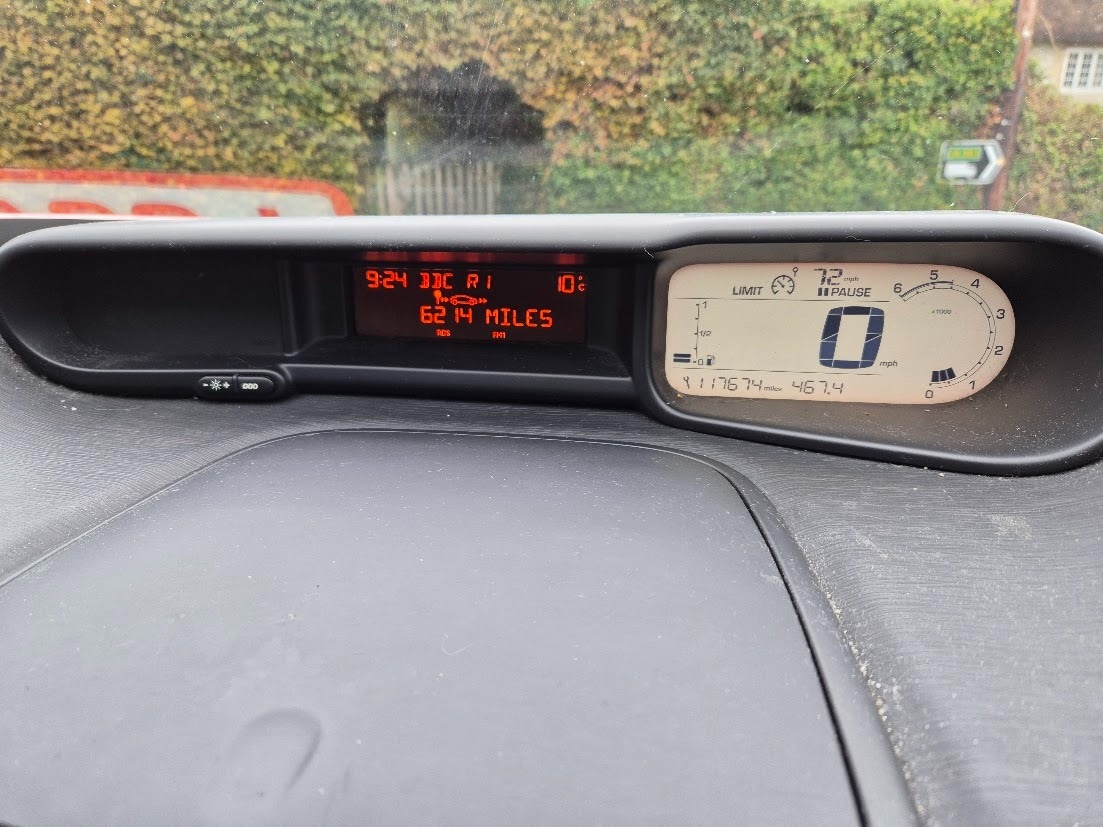 9:24 BBC R1 10°C
6214 MILES
RDS FM1
LIMIT 72 mph
PAUSE
1
1/2
0
0 mph
117674 miles 467.4
6 5 4
x1000
3
2
1
0